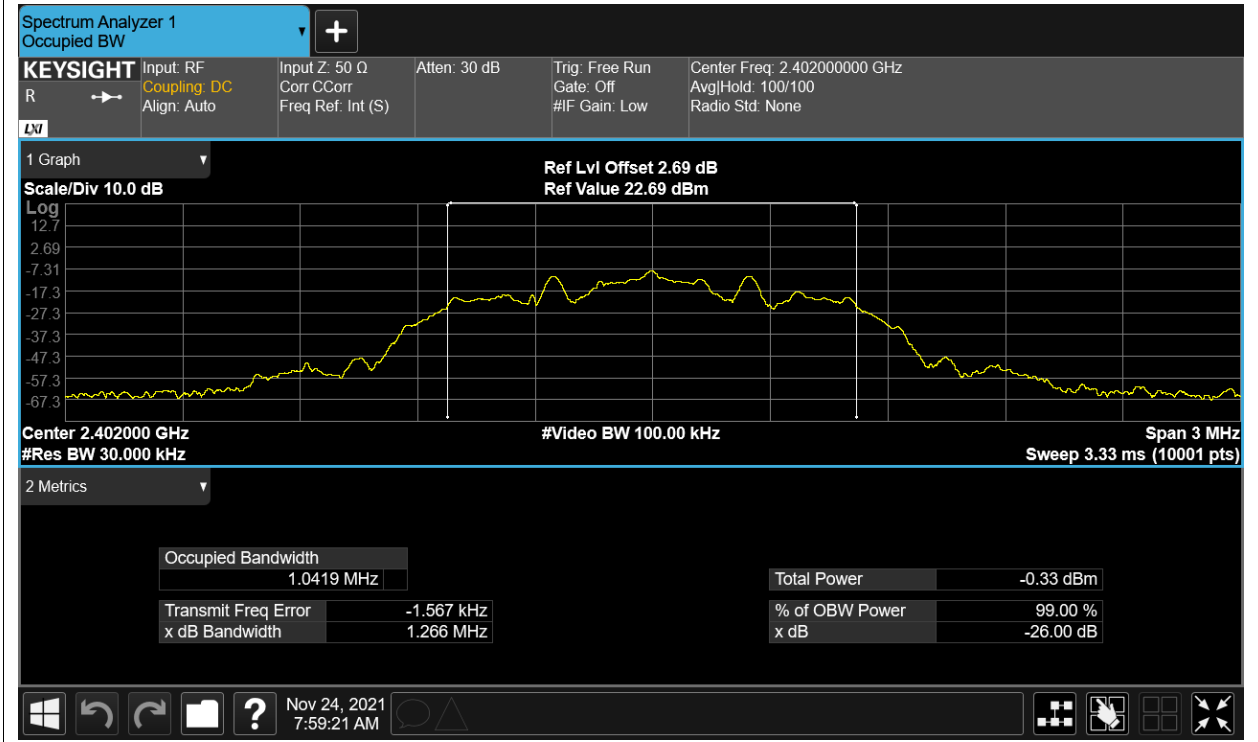 Spectrum Analyzer 1
Occupied BW
KEYSIGHT
R
LXI
Input: RF
Coupling: DC
Align: Auto
Input Z: 50 Ω
Corr CCorr
Freq Ref: Int (S)
Atten: 30 dB
Trig: Free Run
Gate: Off
#IF Gain: Low
Center Freq: 2.402000000 GHz
Avg|Hold: 100/100
Radio Std: None
1 Graph
Scale/Div 10.0 dB
Ref Lvl Offset 2.69 dB
Ref Value 22.69 dBm
Log
12.7
2.69
-7.31
-17.3
-27.3
-37.3
-47.3
-57.3
-67.3
Center 2.402000 GHz
#Video BW 100.00 kHz
Span 3 MHz
#Res BW 30.000 kHz
Sweep 3.33 ms (10001 pts)
2 Metrics
Occupied Bandwidth
1.0419 MHz
Transmit Freq Error -1.567 kHz
x dB Bandwidth 1.266 MHz
Total Power -0.33 dBm
% of OBW Power 99.00 %
x dB -26.00 dB
?
Nov 24, 2021
7:59:21 AM